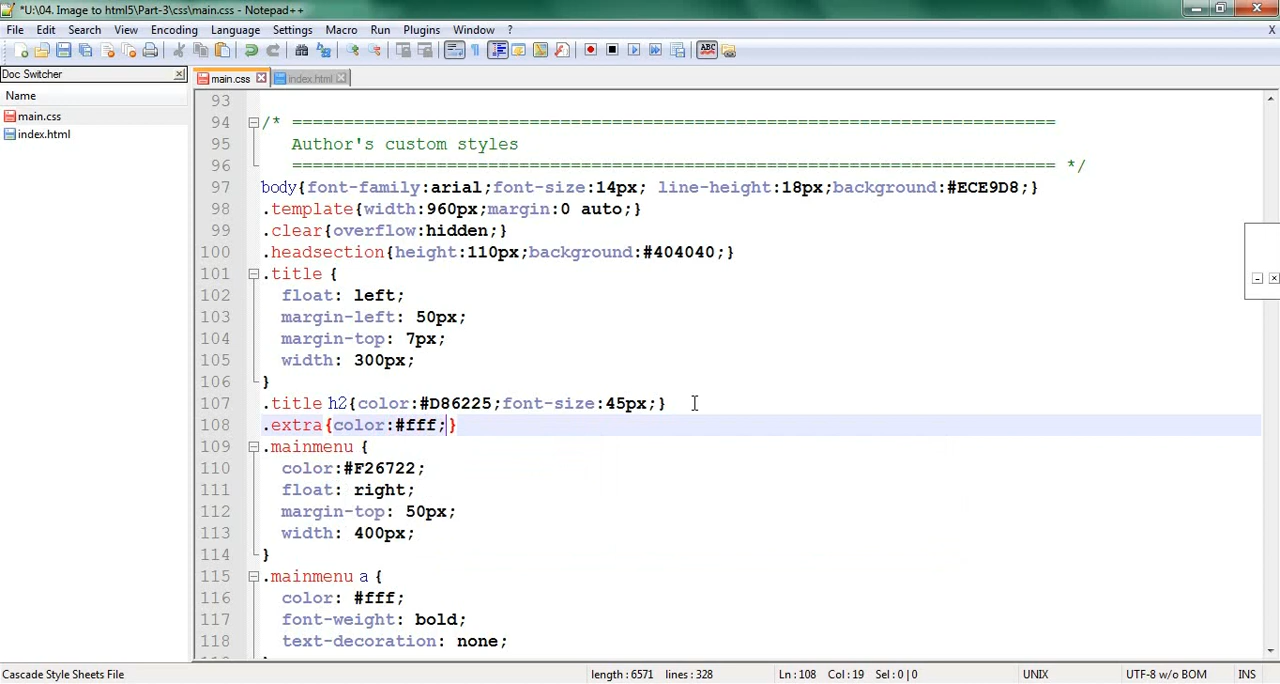 *U:\04. Image to html5\Part-3\css\main.css - Notepad++
File Edit Search View Encoding Language Settings Macro Run Plugins Window ? X
ABC
Doc Switcher
main.css index.html
Name
main.css
index.html
93
94 /* ==========================================================================
95 Author's custom styles
96 ========================================================================== */
97 body{font-family:arial;font-size:14px; line-height:18px;background:#ECE9D8;}
98 .template{width:960px;margin:0 auto;}
99 .clear{overflow:hidden;}
100 .headsection{height:110px;background:#404040;}
101 .title {
102 float: left;
103 margin-left: 50px;
104 margin-top: 7px;
105 width: 300px;
106 }
107 .title h2{color:#D86225;font-size:45px;}
108 .extra{color:#fff;}
109 .mainmenu {
110 color:#F26722;
111 float: right;
112 margin-top: 50px;
113 width: 400px;
114 }
115 .mainmenu a {
116 color: #fff;
117 font-weight: bold;
118 text-decoration: none;
Cascade Style Sheets File length : 6571 lines : 328 Ln : 108 Col : 19 Sel : 0 | 0 UNIX UTF-8 w/o BOM INS